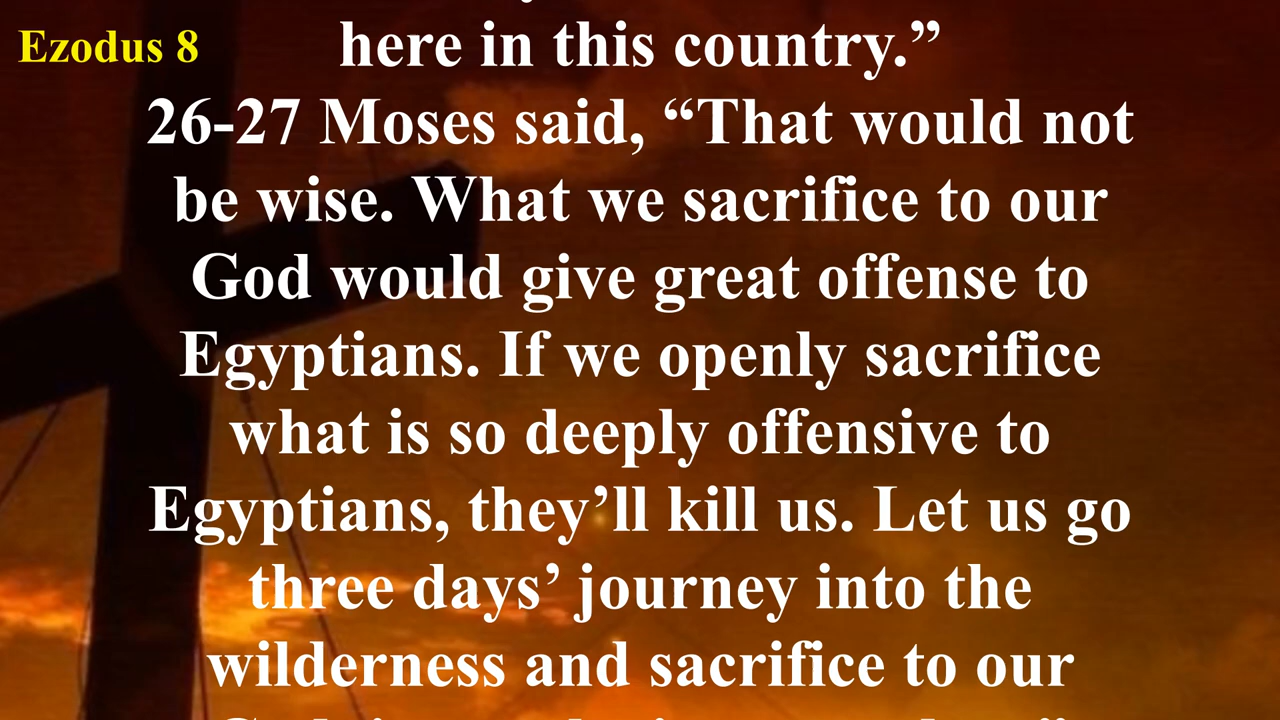 Ezodus 8
here in this country.”
26-27 Moses said, “That would not
be wise. What we sacrifice to our
God would give great offense to
Egyptians. If we openly sacrifice
what is so deeply offensive to
Egyptians, they’ll kill us. Let us go
three days’ journey into the
wilderness and sacrifice to our